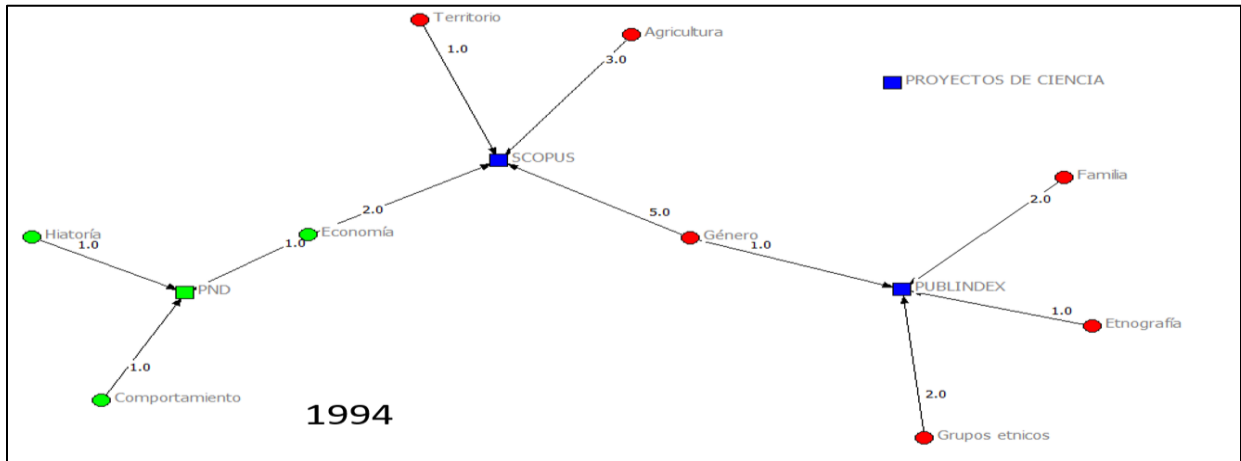 Territorio
Agricultura
1.0
3.0
PROYECTOS DE CIENCIA
SCOPUS
Familia
2.0
2.0
5.0
Hiatoría
1.0
1.0
Economía
Género
1.0
PND
PUBLINDEX
1.0
Etnografía
1.0
Comportamiento
2.0
1994
Grupos etnicos